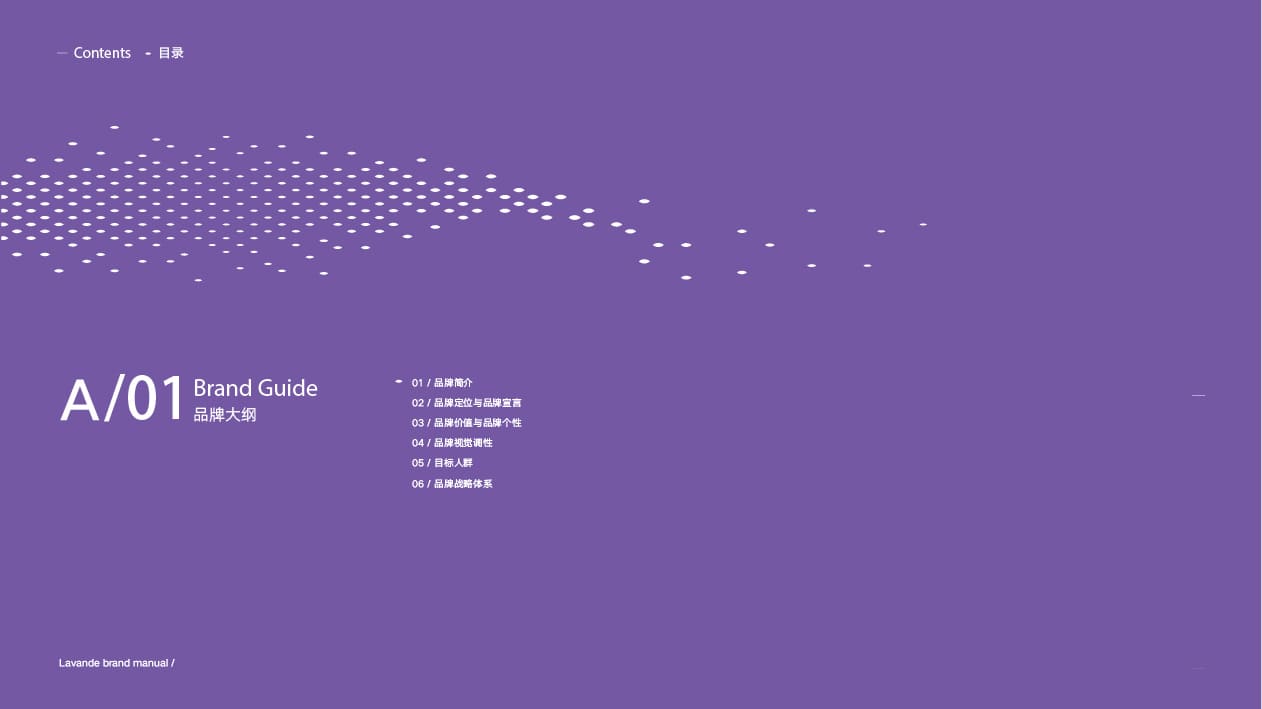 — Contents 目录
A/01 Brand Guide
品牌大纲
01 / 品牌简介
02 / 品牌定位与品牌宣言
03 / 品牌价值与品牌个性
04 / 品牌视觉调性
05 / 目标人群
06 / 品牌战略体系
Lavande brand manual /